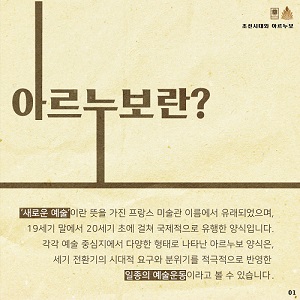 조선시대와 아르누보
아르누보란?
'새로운 예술'이란 뜻을 가진 프랑스 미술관 이름에서 유래되었으며,
19세기 말에서 20세기 초에 걸쳐 국제적으로 유행한 양식입니다.
각각 예술 중심지에서 다양한 형태로 나타난 아르누보 양식은,
세기 전환기의 시대적 요구와 분위기를 적극적으로 반영한
일종의 예술운동이라고 볼 수 있습니다.
01